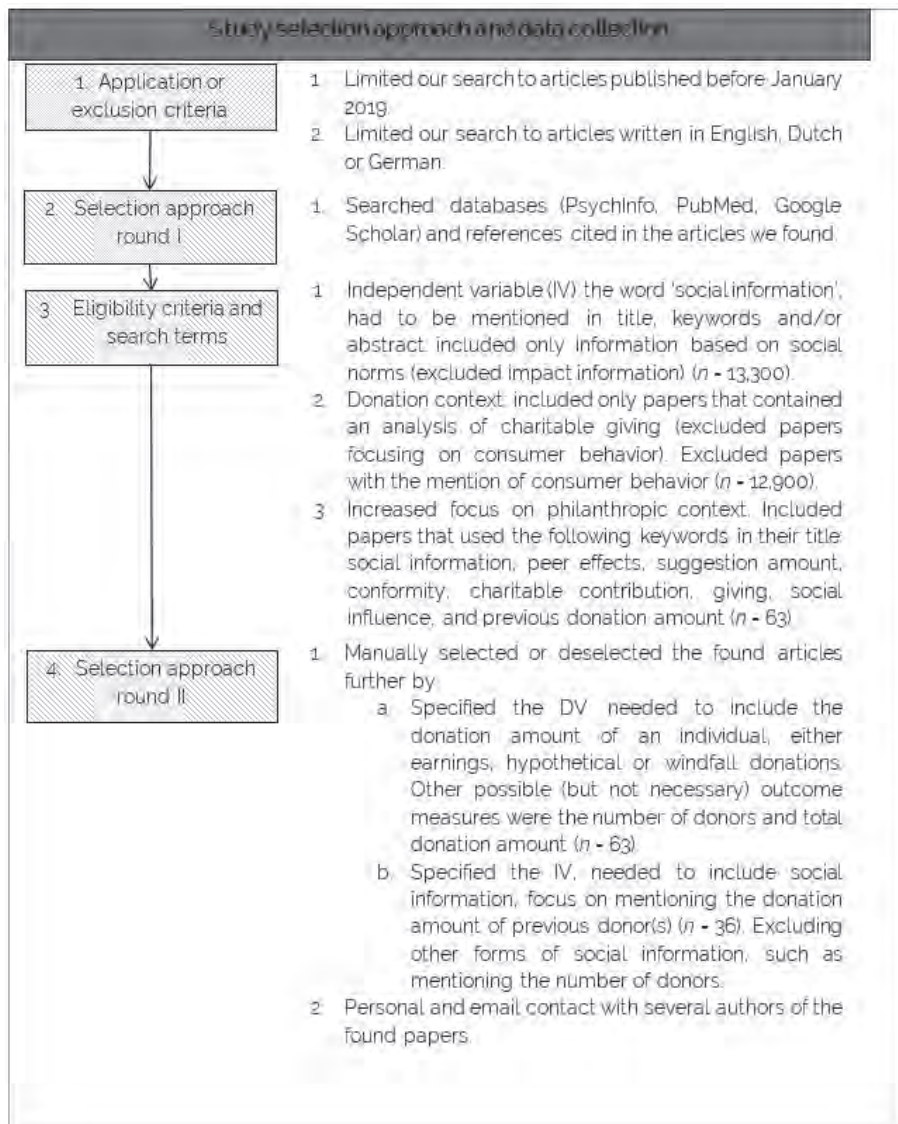 Study selection approach and data collection
1. Application or
exclusion criteria
1 Limited our search to articles published before January
2019.
2. Limited our search to articles written in English, Dutch
or German.
2. Selection approach
round I
1. Searched databases (PsychInfo, PubMed, Google
Scholar) and references cited in the articles we found.
3. Eligibility criteria and
search terms
1 Independent variable (IV) the word 'social information',
had to be mentioned in title, keywords and/or
abstract included only information based on social
norms (excluded impact information) (n - 13,300).
2. Donation context, included only papers that contained
an analysis of charitable giving (excluded papers
focusing on consumer behavior). Excluded papers
with the mention of consumer behavior (n - 12,900).
3 Increased focus on philanthropic context. Included
papers that used the following keywords in their title
social information, peer effects, suggestion amount,
conformity, charitable contribution, giving, social
influence, and previous donation amount (n - 63)
4. Selection approach
round II
1. Manually selected or deselected the found articles
further by
a. Specified the DV needed to include the
donation amount of an individual, either
earnings, hypothetical or windfall donations.
Other possible (but not necessary) outcome
measures were the number of donors and total
donation amount (n - 63)
b. Specified the IV, needed to include social
information, focus on mentioning the donation
amount of previous donor(s) (n - 36). Excluding
other forms of social information, such as
mentioning the number of donors.
2. Personal and email contact with several authors of the
found papers.